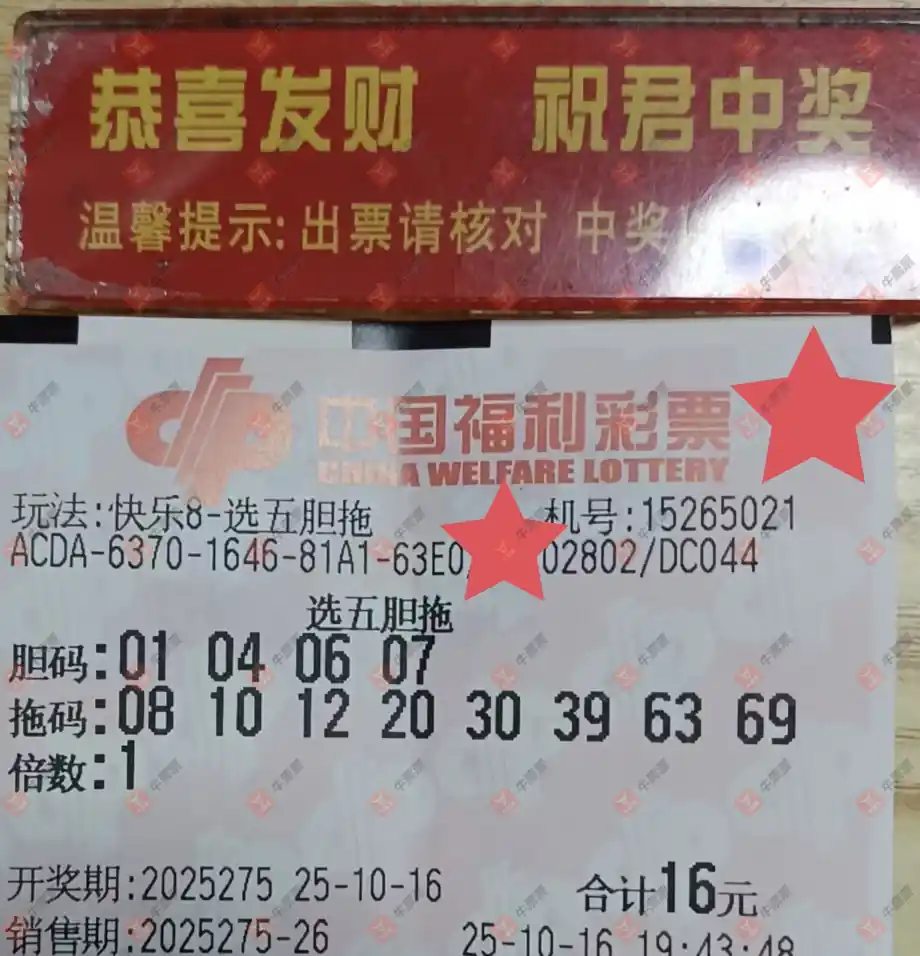 恭喜发财 祝君中奖
温馨提示:出票请核对 中奖
中国福利彩票
CHINA WELFARE LOTTERY
玩法:快乐8-选五胆拖 机号:15265021
ACDA-6370-1646-81A1-63E0 02802/DC044
选五胆拖
胆码:01 04 06 07
拖码:08 10 12 20 30 39 63 69
倍数:1
开奖期:2025275 25-10-16 合计16元
销售期:2025275-26 25-10-16 19:43:48